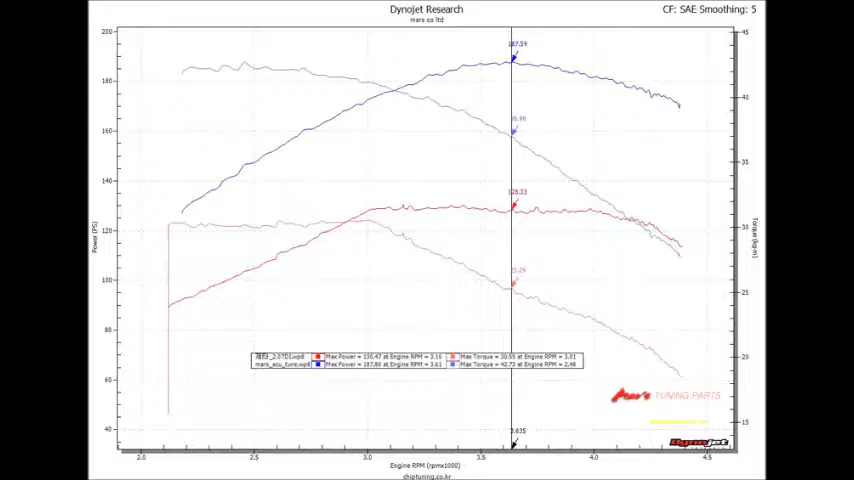 Dynojet Research
mars co ltd
CF: SAE Smoothing: 5
200
45
187.59
180
40
36.96
160
35
140
128.33
Power (PS)
Torque (kg-m)
120
30
25.29
100
25
80
20
_2.0TDI.wp8 Max Power = 130.47 at Engine RPM = 3.16 Max Torque = 30.55 at Engine RPM = 3.01
mars_ecu_tune.wp8 Max Power = 187.80 at Engine RPM = 3.61 Max Torque = 42.73 at Engine RPM = 2.46
60
Mars TUNING-PARTS
15
40
3.635
Dynojet
2.0 2.5 3.0 3.5 4.0 4.5
Engine RPM (rpmx1000)
chiptuning.co.kr